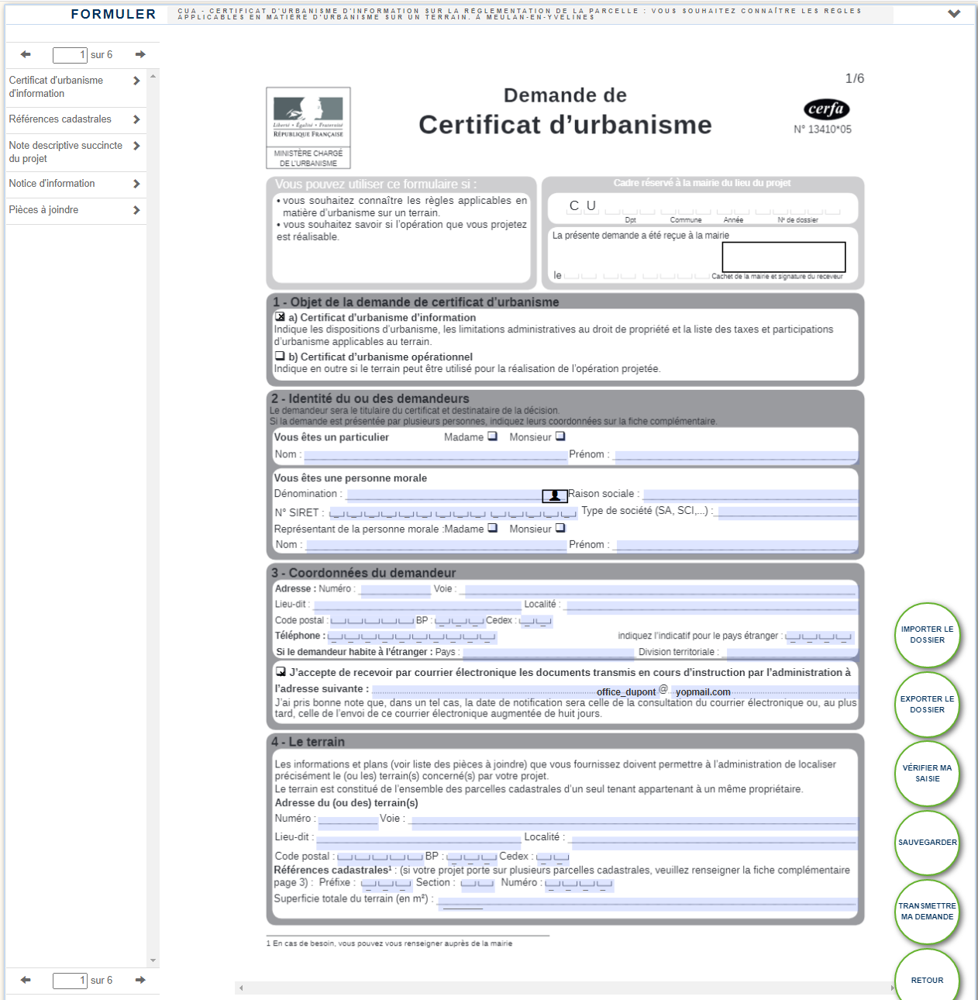 FORMULER
CUA - CERTIFICAT D'URBANISME D'INFORMATION SUR LA RÉGLEMENTATION DE LA PARCELLE : VOUS SOUHAITEZ CONNAÎTRE LES RÈGLES
APPLICABLES EN MATIÈRE D'URBANISME SUR UN TERRAIN. À MEULAN-EN-YVELINES
1 sur 6
Certificat d'urbanisme
d'information
Références cadastrales
Note descriptive succincte
du projet
Notice d'information
Pièces à joindre
1/6
Demande de
Certificat d'urbanisme
cerfa
N° 13410*05
Liberté • Égalité • Fraternité
RÉPUBLIQUE FRANÇAISE
MINISTÈRE CHARGÉ
DE L'URBANISME
Vous pouvez utiliser ce formulaire si :
• vous souhaitez connaître les règles applicables en
matière d'urbanisme sur un terrain.
• vous souhaitez savoir si l'opération que vous projetez
est réalisable.
Cadre réservé à la mairie du lieu du projet
C U
Dpt Commune Année N° de dossier
La présente demande a été reçue à la mairie
le Cachet de la mairie et signature du receveur
1 - Objet de la demande de certificat d'urbanisme
a) Certificat d'urbanisme d'information
Indique les dispositions d'urbanisme, les limitations administratives au droit de propriété et la liste des taxes et participations
d'urbanisme applicables au terrain.
b) Certificat d'urbanisme opérationnel
Indique en outre si le terrain peut être utilisé pour la réalisation de l'opération projetée.
2 - Identité du ou des demandeurs
Le demandeur sera le titulaire du certificat et destinataire de la décision.
Si la demande est présentée par plusieurs personnes, indiquez leurs coordonnées sur la fiche complémentaire.
Vous êtes un particulier Madame Monsieur
Nom : Prénom :
Vous êtes une personne morale
Dénomination : Raison sociale :
N° SIRET : Type de société (SA, SCI,...) :
Représentant de la personne morale :Madame Monsieur
Nom : Prénom :
3 - Coordonnées du demandeur
Adresse : Numéro : Voie :
Lieu-dit : Localité :
Code postal : BP : Cedex :
Téléphone : indiquez l'indicatif pour le pays étranger :
Si le demandeur habite à l'étranger : Pays : Division territoriale :
J'accepte de recevoir par courrier électronique les documents transmis en cours d'instruction par l'administration à
l'adresse suivante : office_dupont @ yopmail.com
J'ai pris bonne note que, dans un tel cas, la date de notification sera celle de la consultation du courrier électronique ou, au plus
tard, celle de l'envoi de ce courrier électronique augmentée de huit jours.
4 - Le terrain
Les informations et plans (voir liste des pièces à joindre) que vous fournissez doivent permettre à l'administration de localiser
précisément le (ou les) terrain(s) concerné(s) par votre projet.
Le terrain est constitué de l'ensemble des parcelles cadastrales d'un seul tenant appartenant à un même propriétaire.
Adresse du (ou des) terrain(s)
Numéro : Voie :
Lieu-dit : Localité :
Code postal : BP : Cedex :
Références cadastrales¹ : (si votre projet porte sur plusieurs parcelles cadastrales, veuillez renseigner la fiche complémentaire
page 3) : Préfixe : Section : Numéro :
Superficie totale du terrain (en m²) :
1 En cas de besoin, vous pouvez vous renseigner auprès de la mairie
IMPORTER LE
DOSSIER
EXPORTER LE
DOSSIER
VÉRIFIER MA
SAISIE
SAUVEGARDER
TRANSMETTRE
MA DEMANDE
RETOUR
1 sur 6